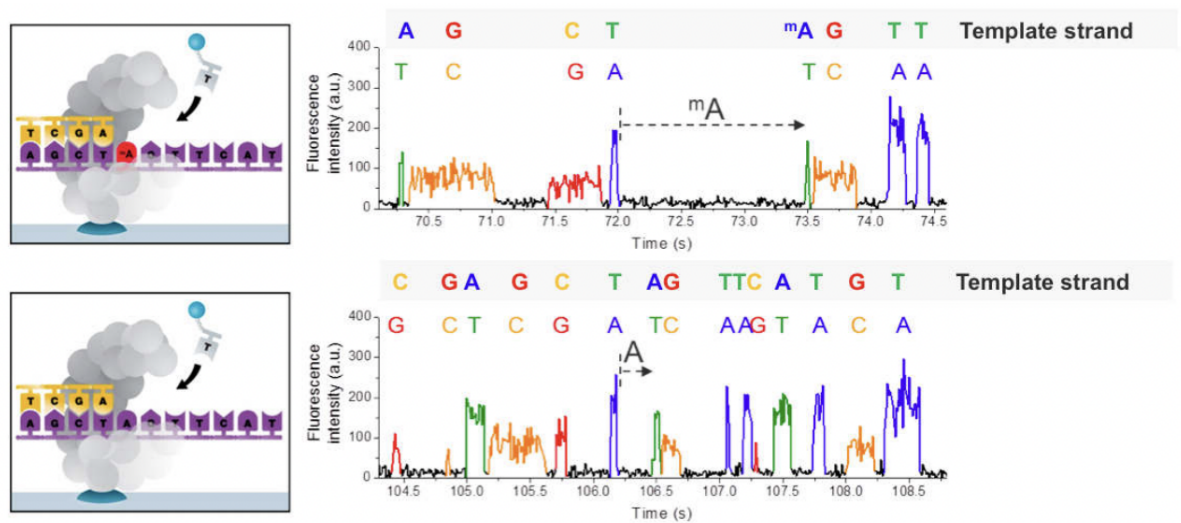 A G C T mA G T T Template strand
T C G A T C A A
mA
400
300
200
100
0
Fluorescence
intensity (a.u.)
70.5 71.0 71.5 72.0 72.5 73.0 73.5 74.0 74.5
Time (s)
T
T C G A
A G C T mA G T T C A T
C G A G C T A G T T C A T G T Template strand
G C T C G A T C A A G T A C A
A
400
300
200
100
0
Fluorescence
intensity (a.u.)
104.5 105.0 105.5 106.0 106.5 107.0 107.5 108.0 108.5
Time (s)
T
T C G A
A G C T A G T T C A T